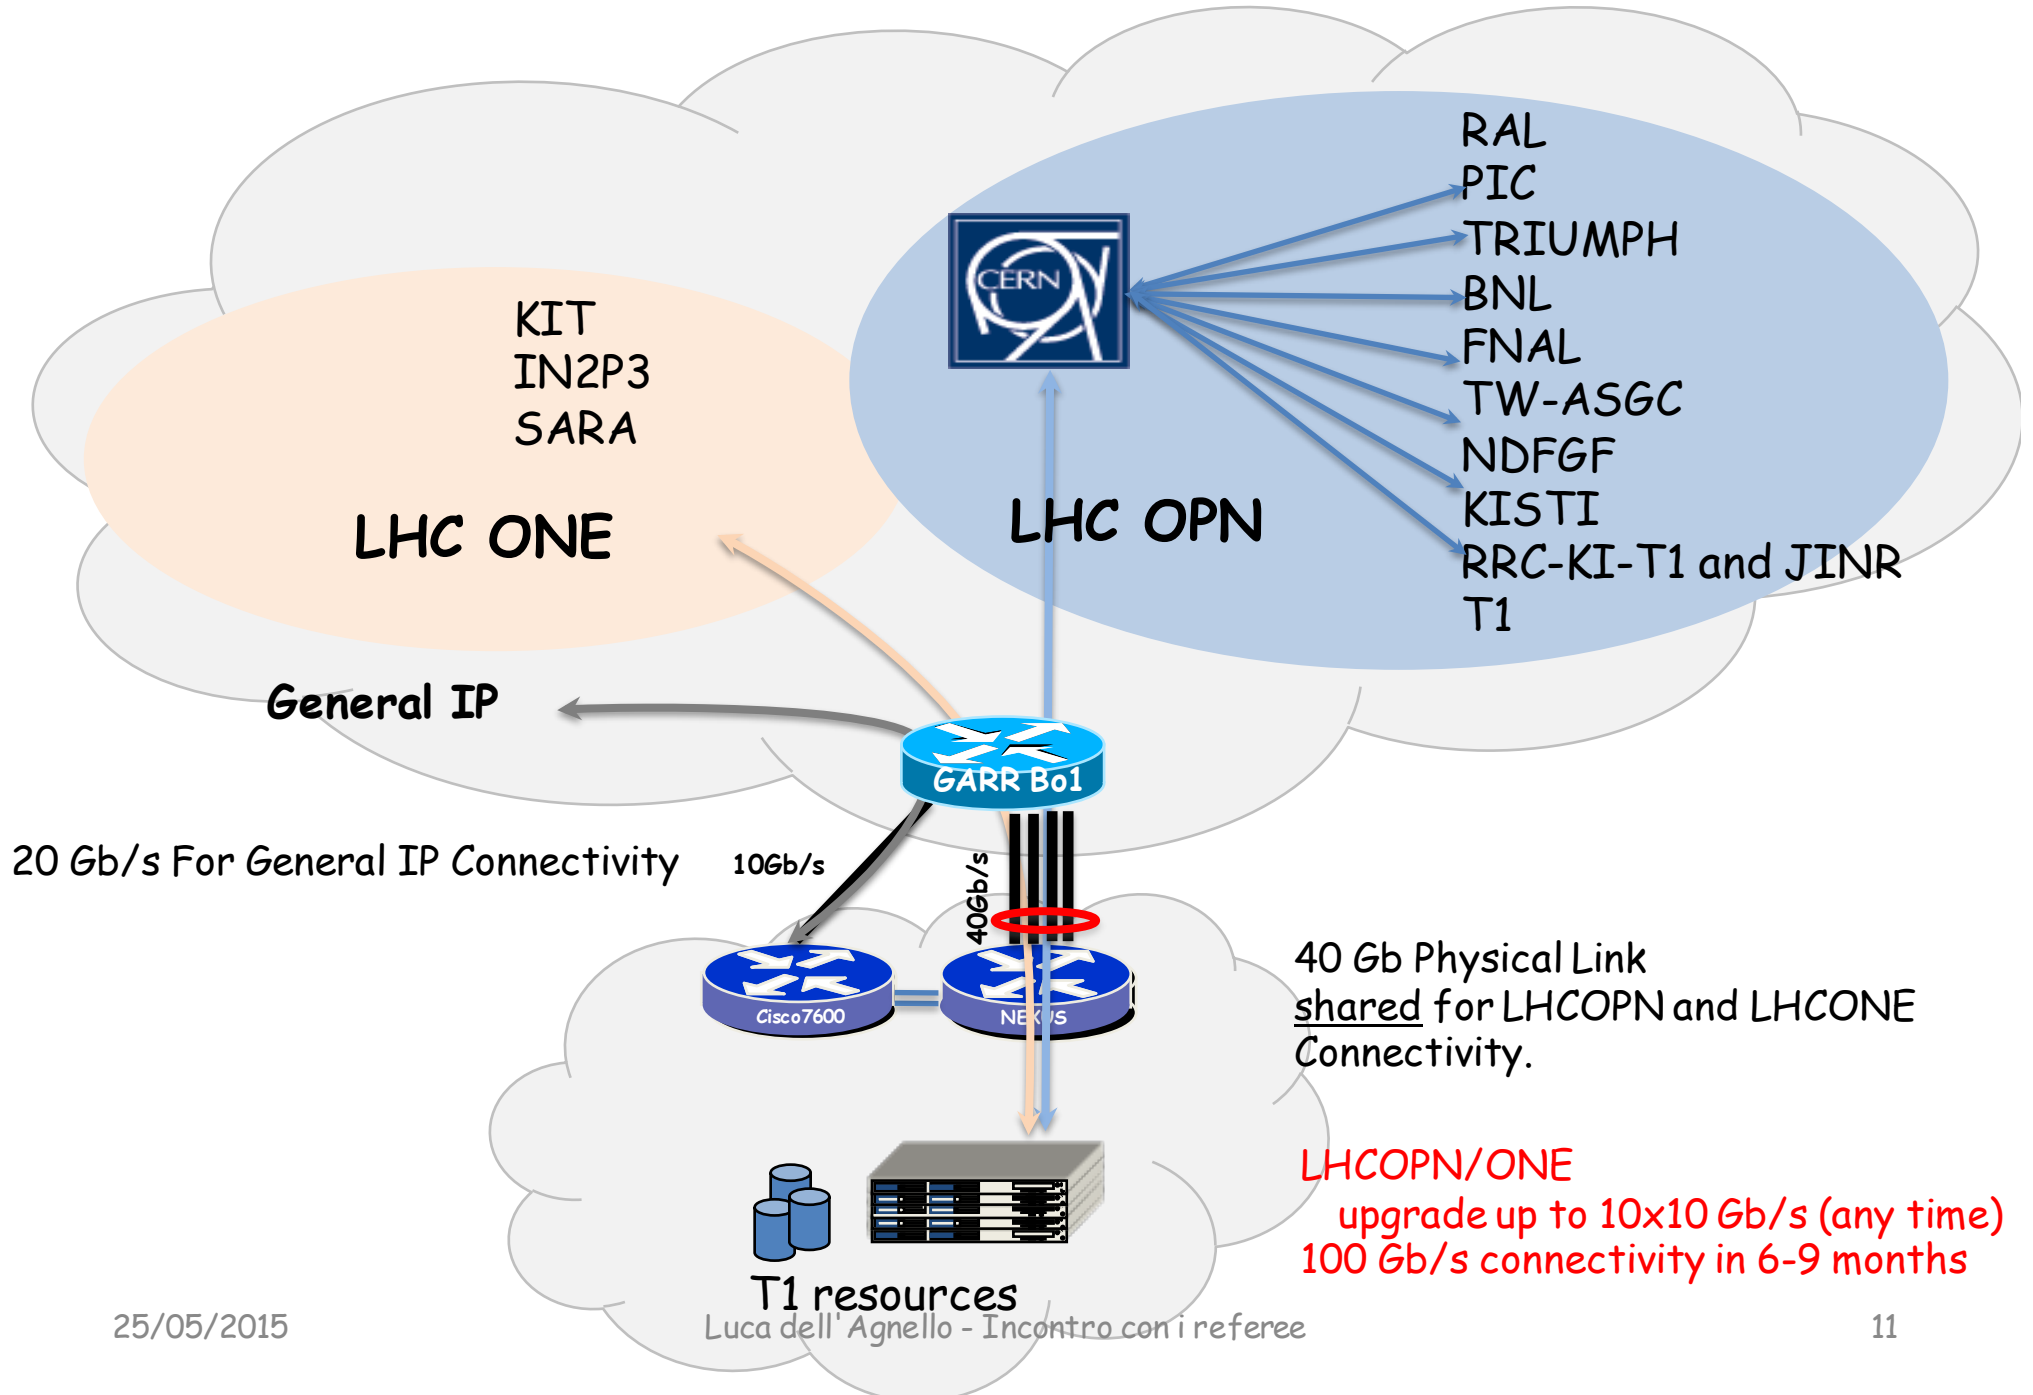 RAL
PIC
TRIUMPH
BNL
FNAL
TW-ASGC
NDFGF
KISTI
RRC-KI-T1 and JINR
T1
CERN
KIT
IN2P3
SARA
LHC ONE
LHC OPN
General IP
GARR Bo1
20 Gb/s For General IP Connectivity
10Gb/s
40Gb/s
Cisco7600
NEXUS
40 Gb Physical Link
shared for LHCOPN and LHCONE
Connectivity.
LHCOPN/ONE
upgrade up to 10x10 Gb/s (any time)
100 Gb/s connectivity in 6-9 months
T1 resources
25/05/2015
Luca dell'Agnello - Incontro con i referee
11